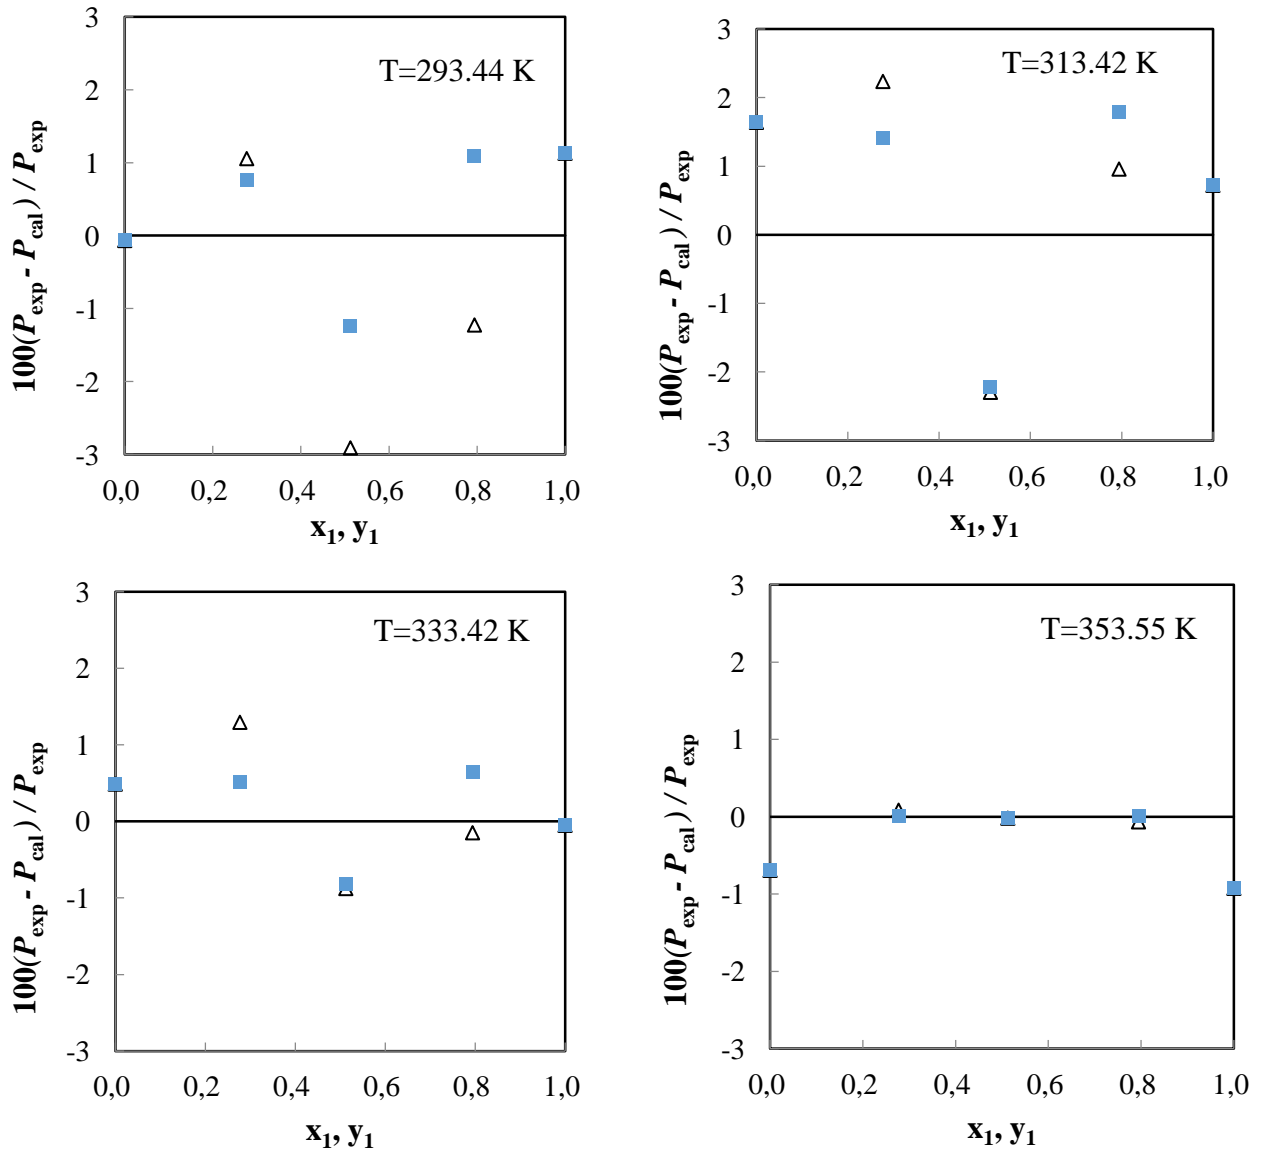 T=293.44 K
100(Pexp - Pcal) / Pexp
3
2
1
0
-1
-2
-3
0,0 0,2 0,4 0,6 0,8 1,0
x1, y1
T=313.42 K
100(Pexp - Pcal) / Pexp
3
2
1
0
-1
-2
-3
0,0 0,2 0,4 0,6 0,8 1,0
x1, y1
T=333.42 K
100(Pexp - Pcal) / Pexp
3
2
1
0
-1
-2
-3
0,0 0,2 0,4 0,6 0,8 1,0
x1, y1
T=353.55 K
100(Pexp - Pcal) / Pexp
3
2
1
0
-1
-2
-3
0,0 0,2 0,4 0,6 0,8 1,0
x1, y1